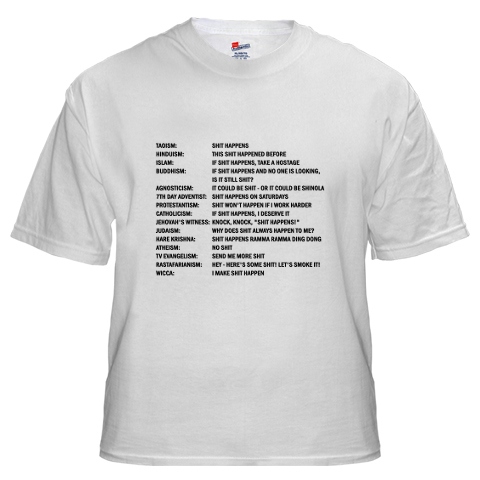 TAOISM: SHIT HAPPENS
HINDUISM: THIS SHIT HAPPENED BEFORE
ISLAM: IF SHIT HAPPENS, TAKE A HOSTAGE
BUDDHISM: IF SHIT HAPPENS AND NO ONE IS LOOKING,
IS IT STILL SHIT?
AGNOSTICISM: IT COULD BE SHIT - OR IT COULD BE SHINOLA
7TH DAY ADVENTIST: SHIT HAPPENS ON SATURDAYS
PROTESTANTISM: SHIT WON'T HAPPEN IF I WORK HARDER
CATHOLICISM: IF SHIT HAPPENS, I DESERVE IT
JEHOVAH'S WITNESS: KNOCK, KNOCK, "SHIT HAPPENS!"
JUDAISM: WHY DOES SHIT ALWAYS HAPPEN TO ME?
HARE KRISHNA: SHIT HAPPENS RAMMA RAMMA DING DONG
ATHEISM: NO SHIT
TV EVANGELISM: SEND ME MORE SHIT
RASTAFARIANISM: HEY - HERE'S SOME SHIT! LET'S SMOKE IT!
WICCA: I MAKE SHIT HAPPEN